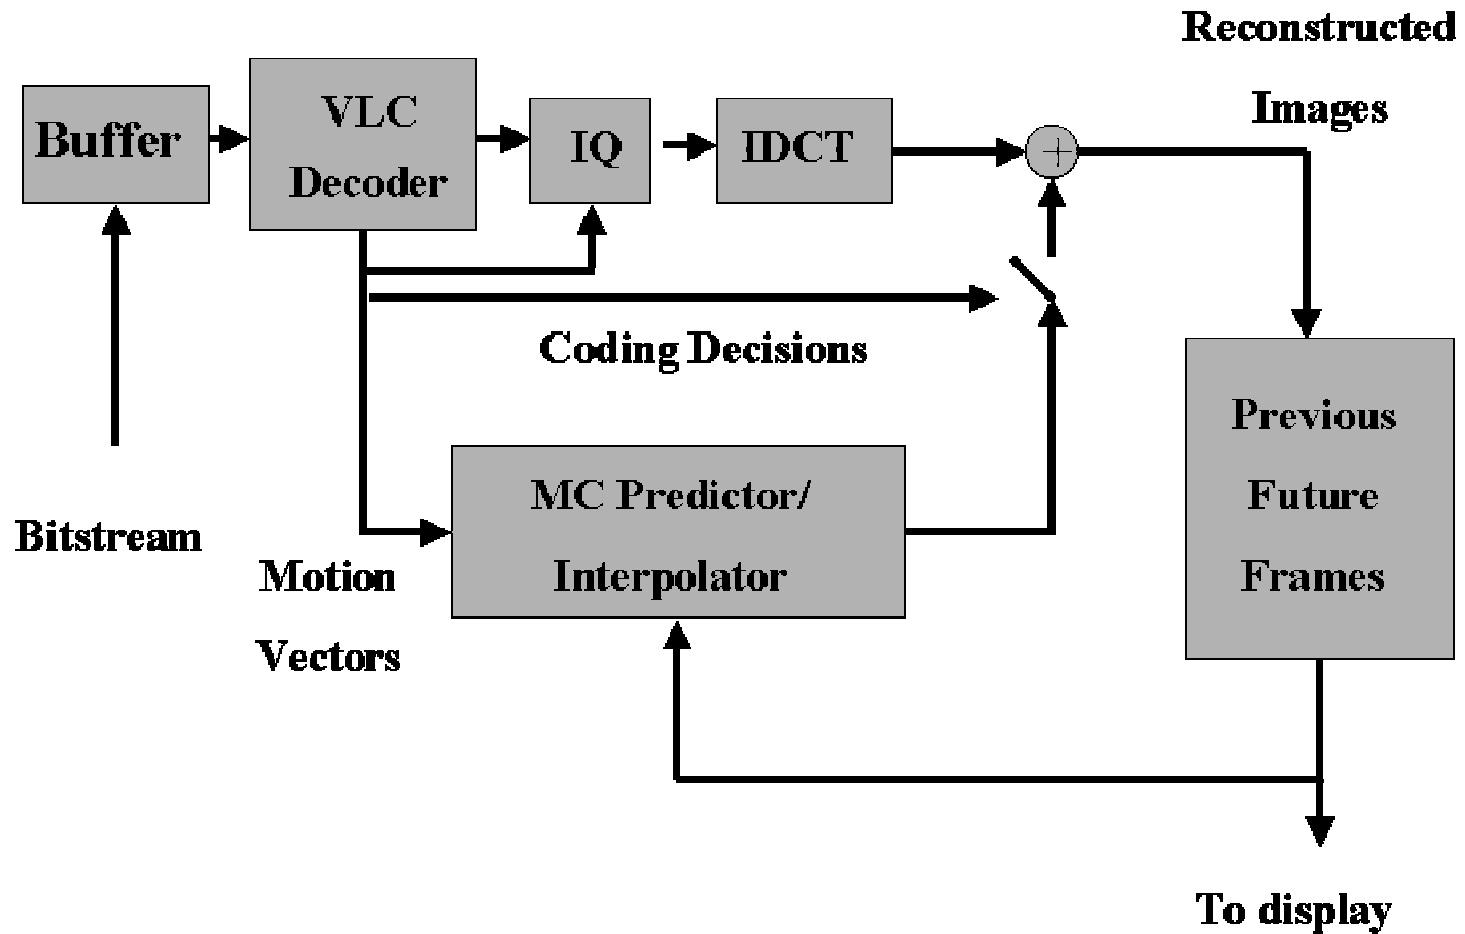 Reconstructed
Images
Buffer
VLC
Decoder
IQ
IDCT
Coding Decisions
Previous
Future
Frames
MC Predictor/
Interpolator
Bitstream
Motion
Vectors
To display